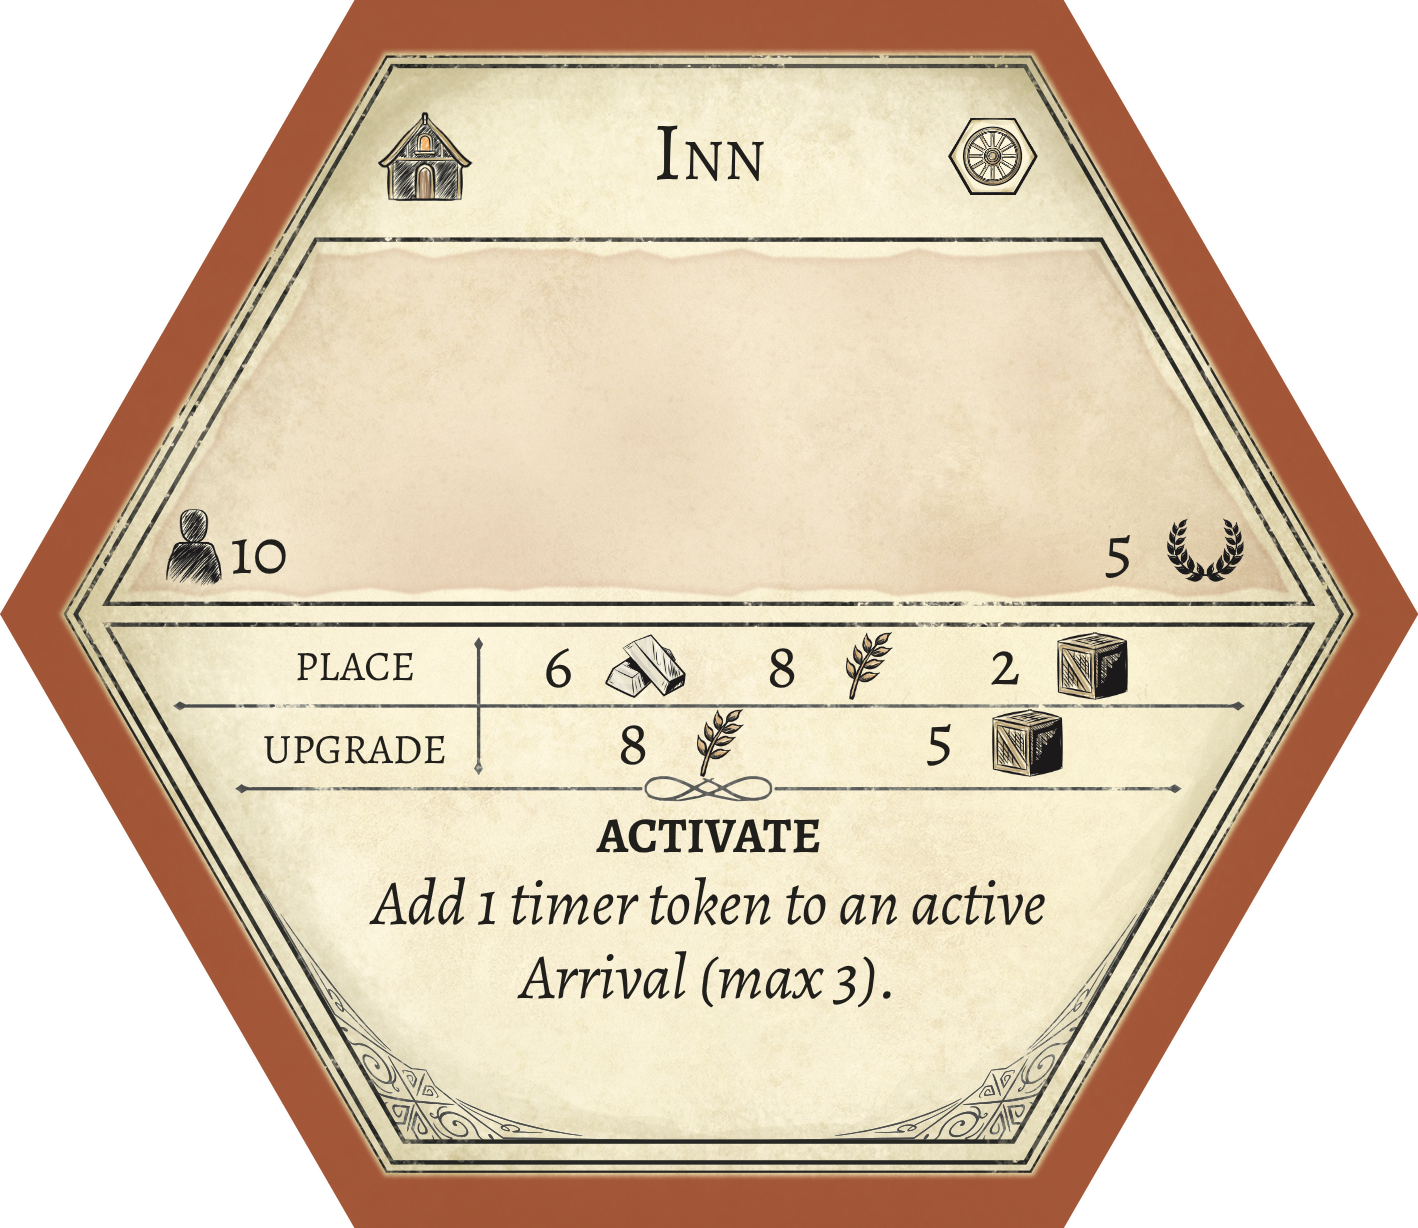 Inn
10
5
PLACE 6 8 2
UPGRADE 8 5
ACTIVATE
Add 1 timer token to an active
Arrival (max 3).